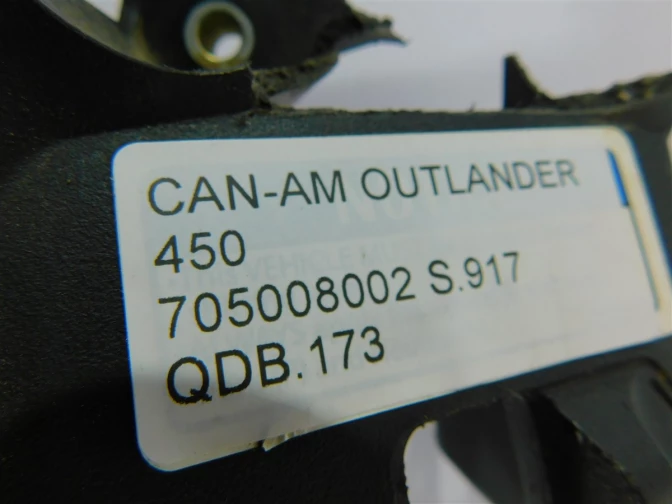 CAN-AM OUTLANDER
450
705008002 S.917
QDB.173